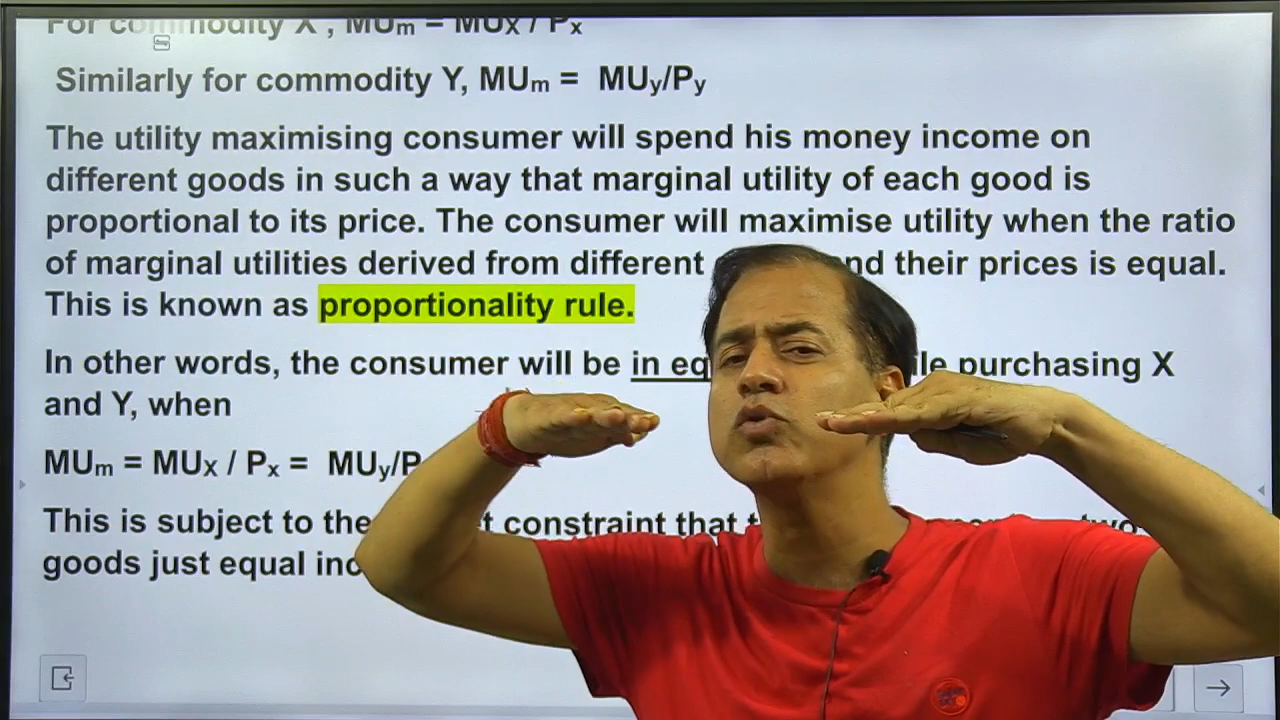 For commodity X , MUm = MUx / Px
Similarly for commodity Y, MUm = MUy/Py
The utility maximising consumer will spend his money income on
different goods in such a way that marginal utility of each good is
proportional to its price. The consumer will maximise utility when the ratio
of marginal utilities derived from different their prices is equal.
This is known as proportionality rule.
In other words, the consumer will be in purchasing X
and Y, when
MUm = MUx / Px = MUy/P
This is subject to the constraint that two
goods just equal